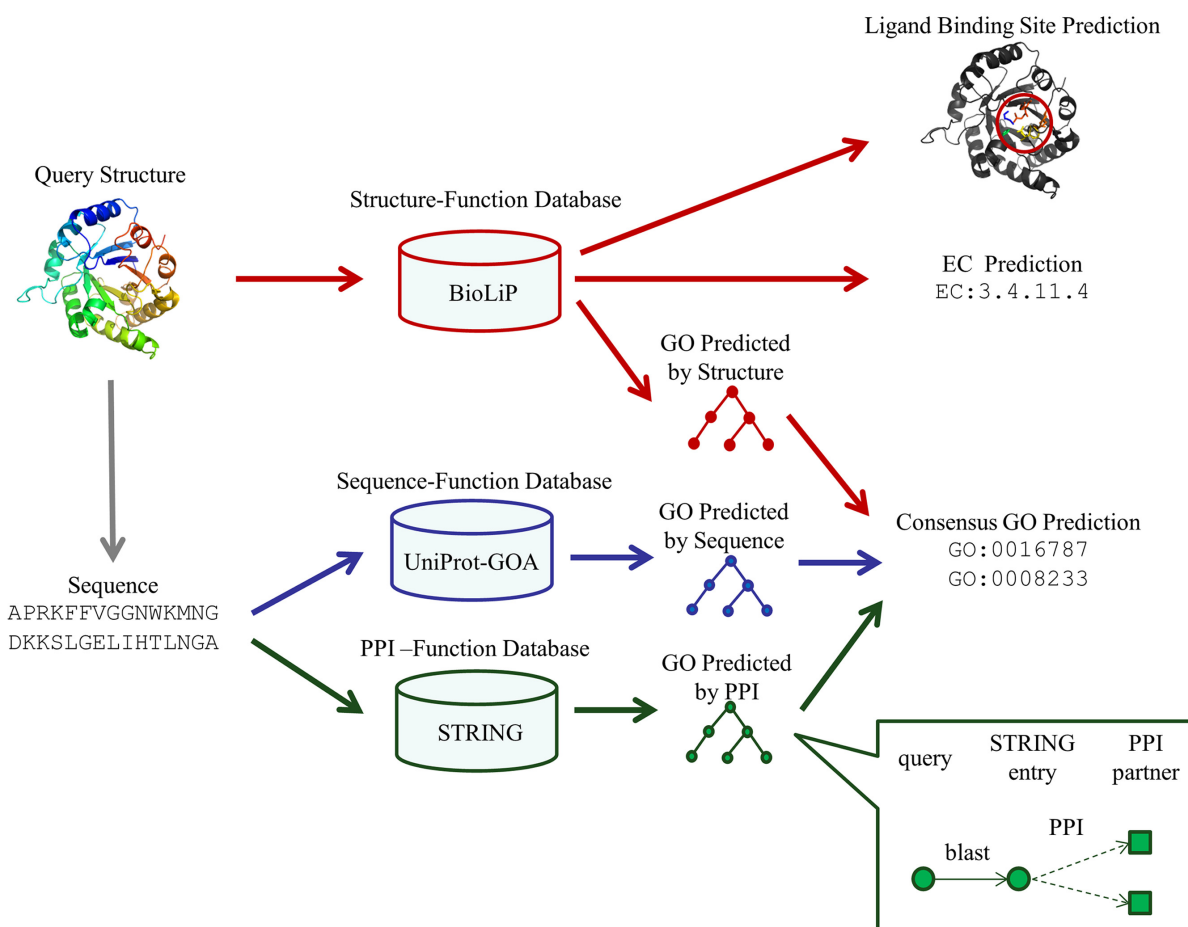 Ligand Binding Site Prediction
Query Structure
Structure-Function Database
BioLiP
EC Prediction
EC:3.4.11.4
GO Predicted
by Structure
Sequence-Function Database
UniProt-GOA
GO Predicted
by Sequence
Consensus GO Prediction
GO:0016787
GO:0008233
Sequence
APRKFFVGGNWKMNG
DKKSLGELIHTLNGA
PPI –Function Database
STRING
GO Predicted
by PPI
query
STRING
entry
PPI
partner
blast
PPI